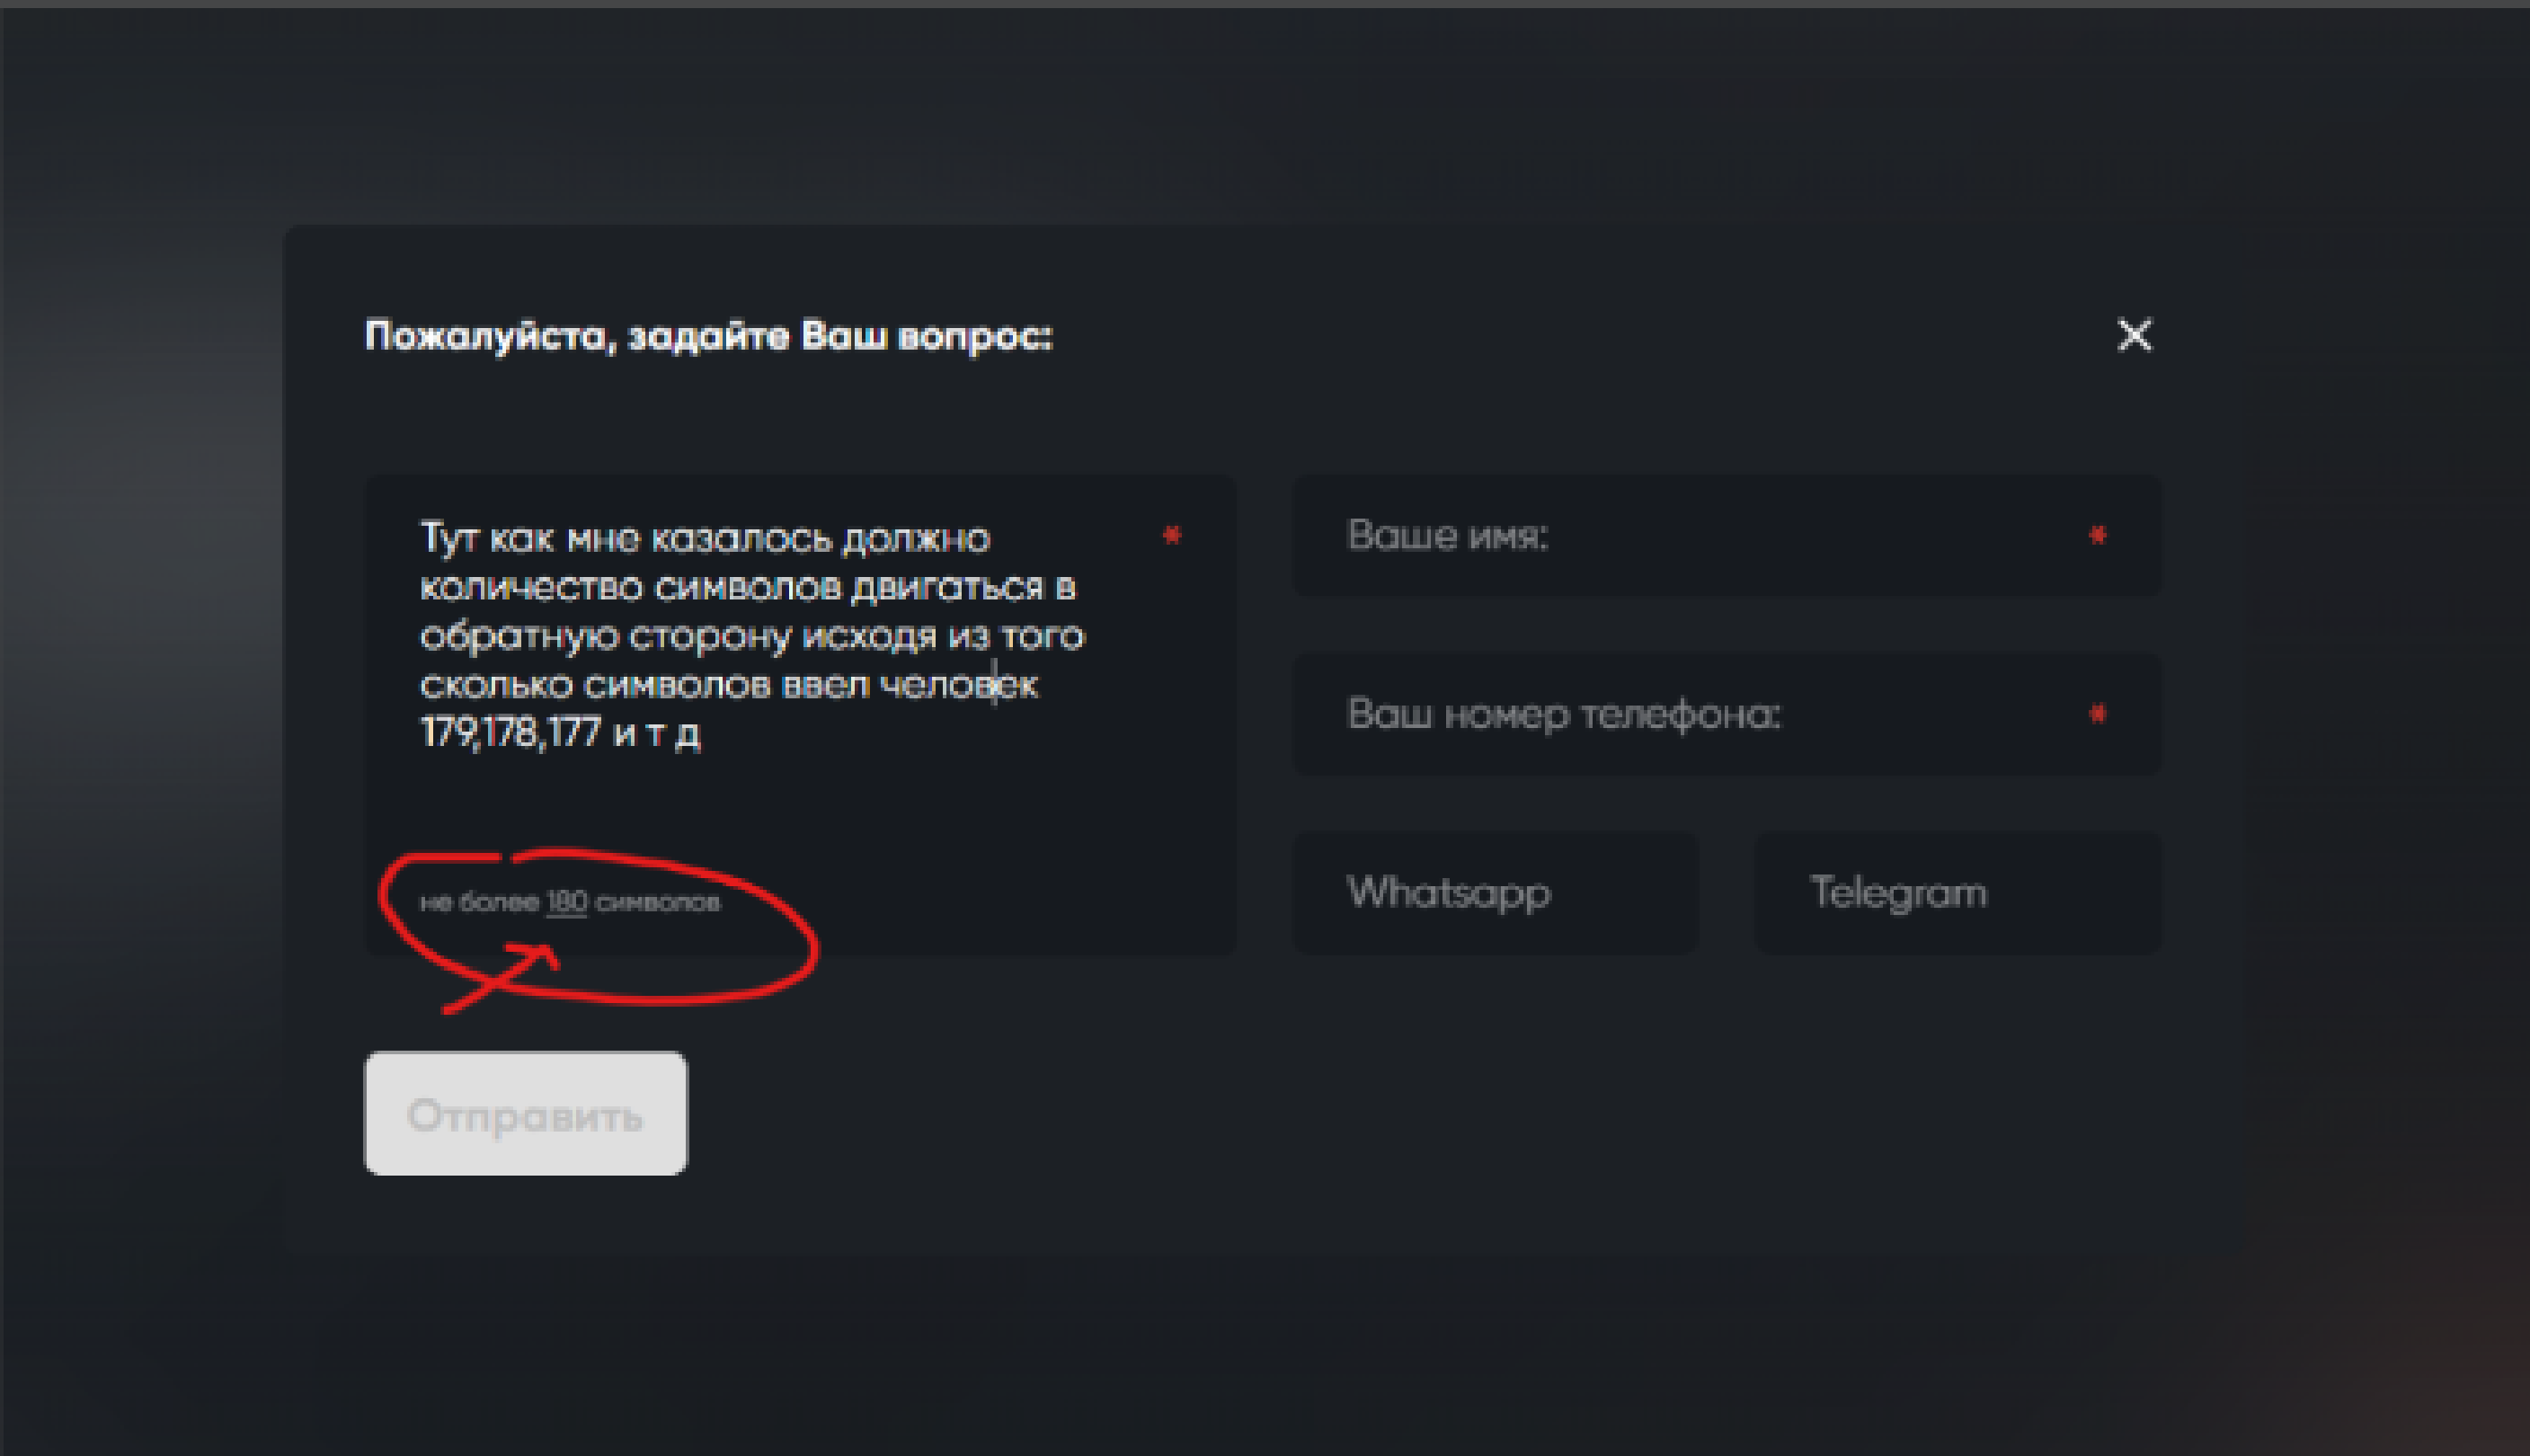 Пожалуйста, задайте Ваш вопрос:
Тут как мне казалось должно *
количество символов двигаться в
обратную сторону исходя из того
сколько символов ввел человек
179,178,177 и т д
не более 180 символов
Ваше имя: *
Ваш номер телефона: *
Whatsapp
Telegram
Отправить